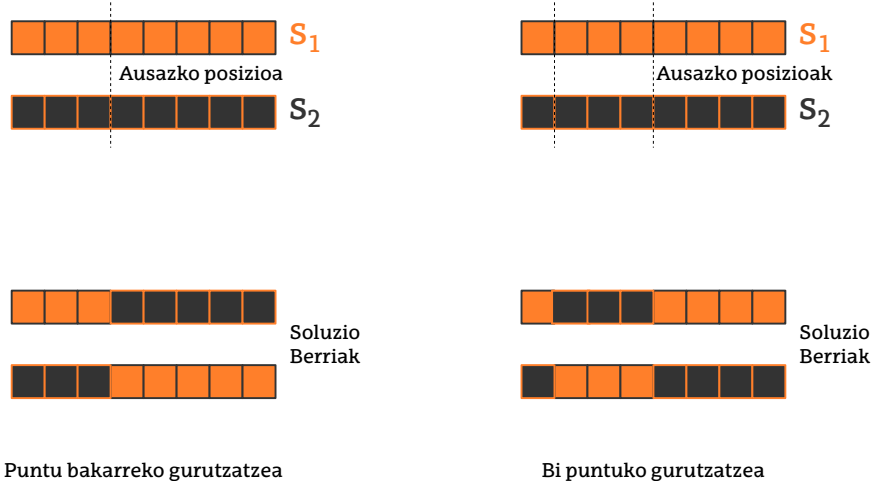 S₁
Ausazko posizioa
S₂
Soluzio
Berriak
Puntu bakarreko gurutzatzea
S₁
Ausazko posizioak
S₂
Soluzio
Berriak
Bi puntuko gurutzatzea